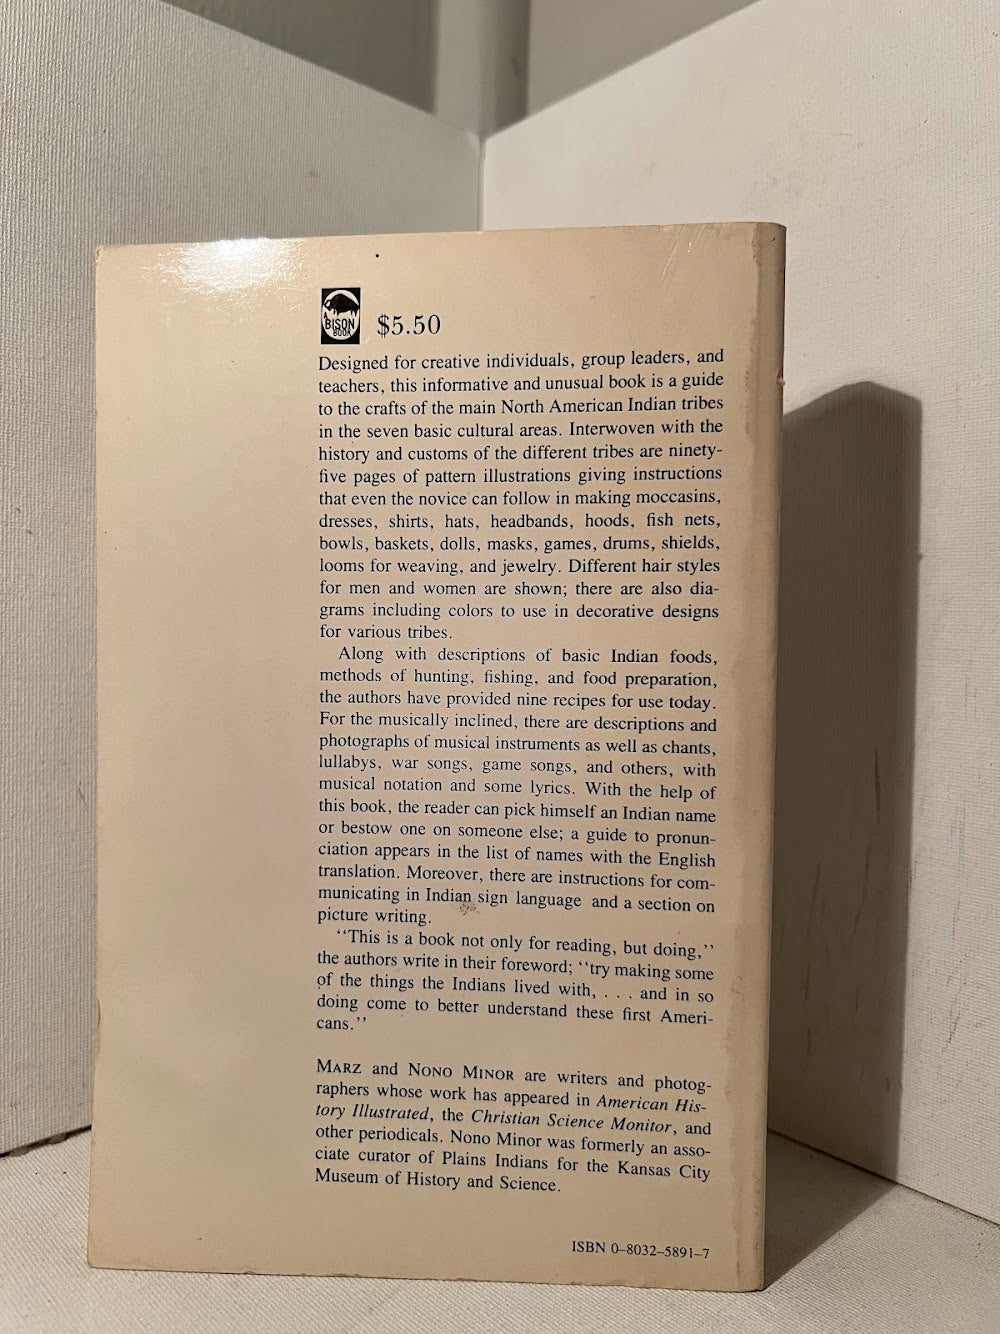 A
BISON
BOOK
$5.50
Designed for creative individuals, group leaders, and
teachers, this informative and unusual book is a guide
to the crafts of the main North American Indian tribes
in the seven basic cultural areas. Interwoven with the
history and customs of the different tribes are ninety-
five pages of pattern illustrations giving instructions
that even the novice can follow in making moccasins,
dresses, shirts, hats, headbands, hoods, fish nets,
bowls, baskets, dolls, masks, games, drums, shields,
looms for weaving, and jewelry. Different hair styles
for men and women are shown; there are also dia-
grams including colors to use in decorative designs
for various tribes.
Along with descriptions of basic Indian foods,
methods of hunting, fishing, and food preparation,
the authors have provided nine recipes for use today.
For the musically inclined, there are descriptions and
photographs of musical instruments as well as chants,
lullabys, war songs, game songs, and others, with
musical notation and some lyrics. With the help of
this book, the reader can pick himself an Indian name
or bestow one on someone else; a guide to pronun-
ciation appears in the list of names with the English
translation. Moreover, there are instructions for com-
municating in Indian sign language and a section on
picture writing.
‘‘This is a book not only for reading, but doing,’’
the authors write in their foreword; ‘‘try making some
of the things the Indians lived with, . . . and in so
doing come to better understand these first Ameri-
cans.’’
MARZ and NONO MINOR are writers and photog-
raphers whose work has appeared in American His-
tory Illustrated, the Christian Science Monitor, and
other periodicals. Nono Minor was formerly an asso-
ciate curator of Plains Indians for the Kansas City
Museum of History and Science.
ISBN 0–8032–5891–7